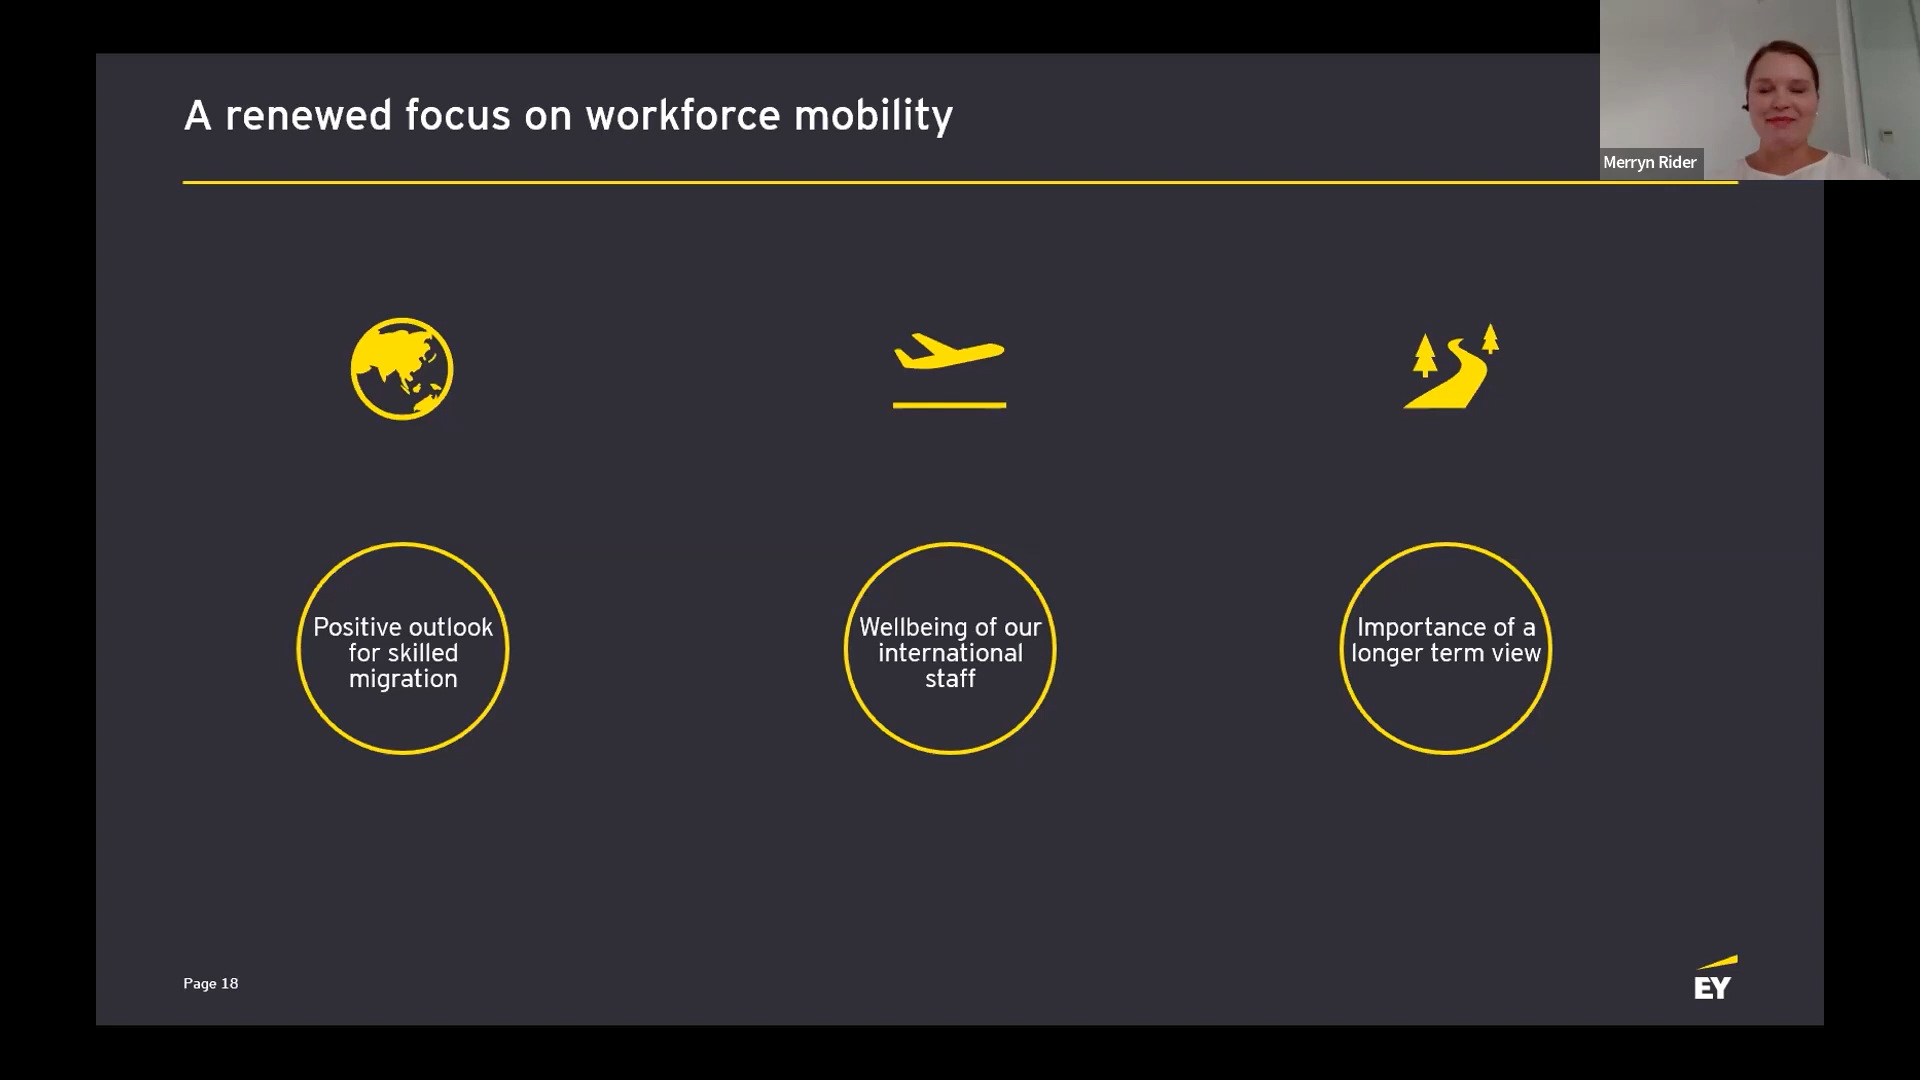 A renewed focus on workforce mobility
Merryn Rider
Positive outlook
for skilled
migration
Wellbeing of our
international
staff
Importance of a
longer term view
Page 18
EY